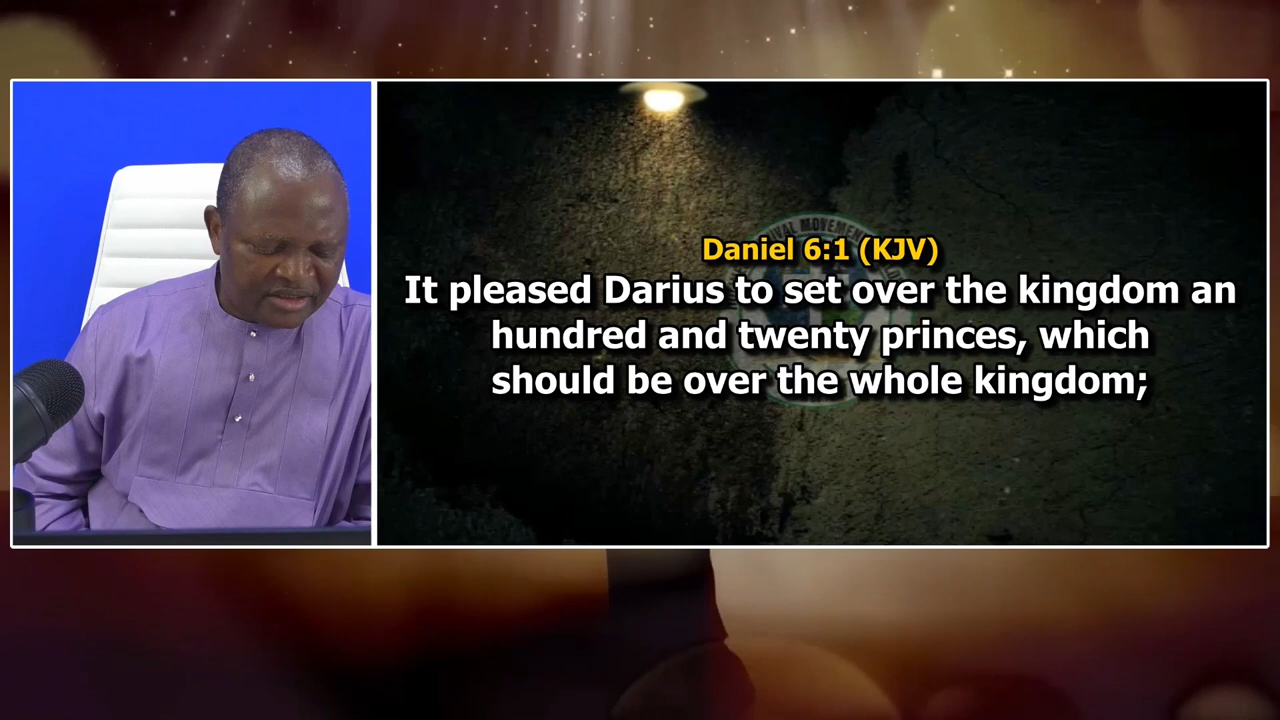 Daniel 6:1 (KJV)
It pleased Darius to set over the kingdom an
hundred and twenty princes, which
should be over the whole kingdom;